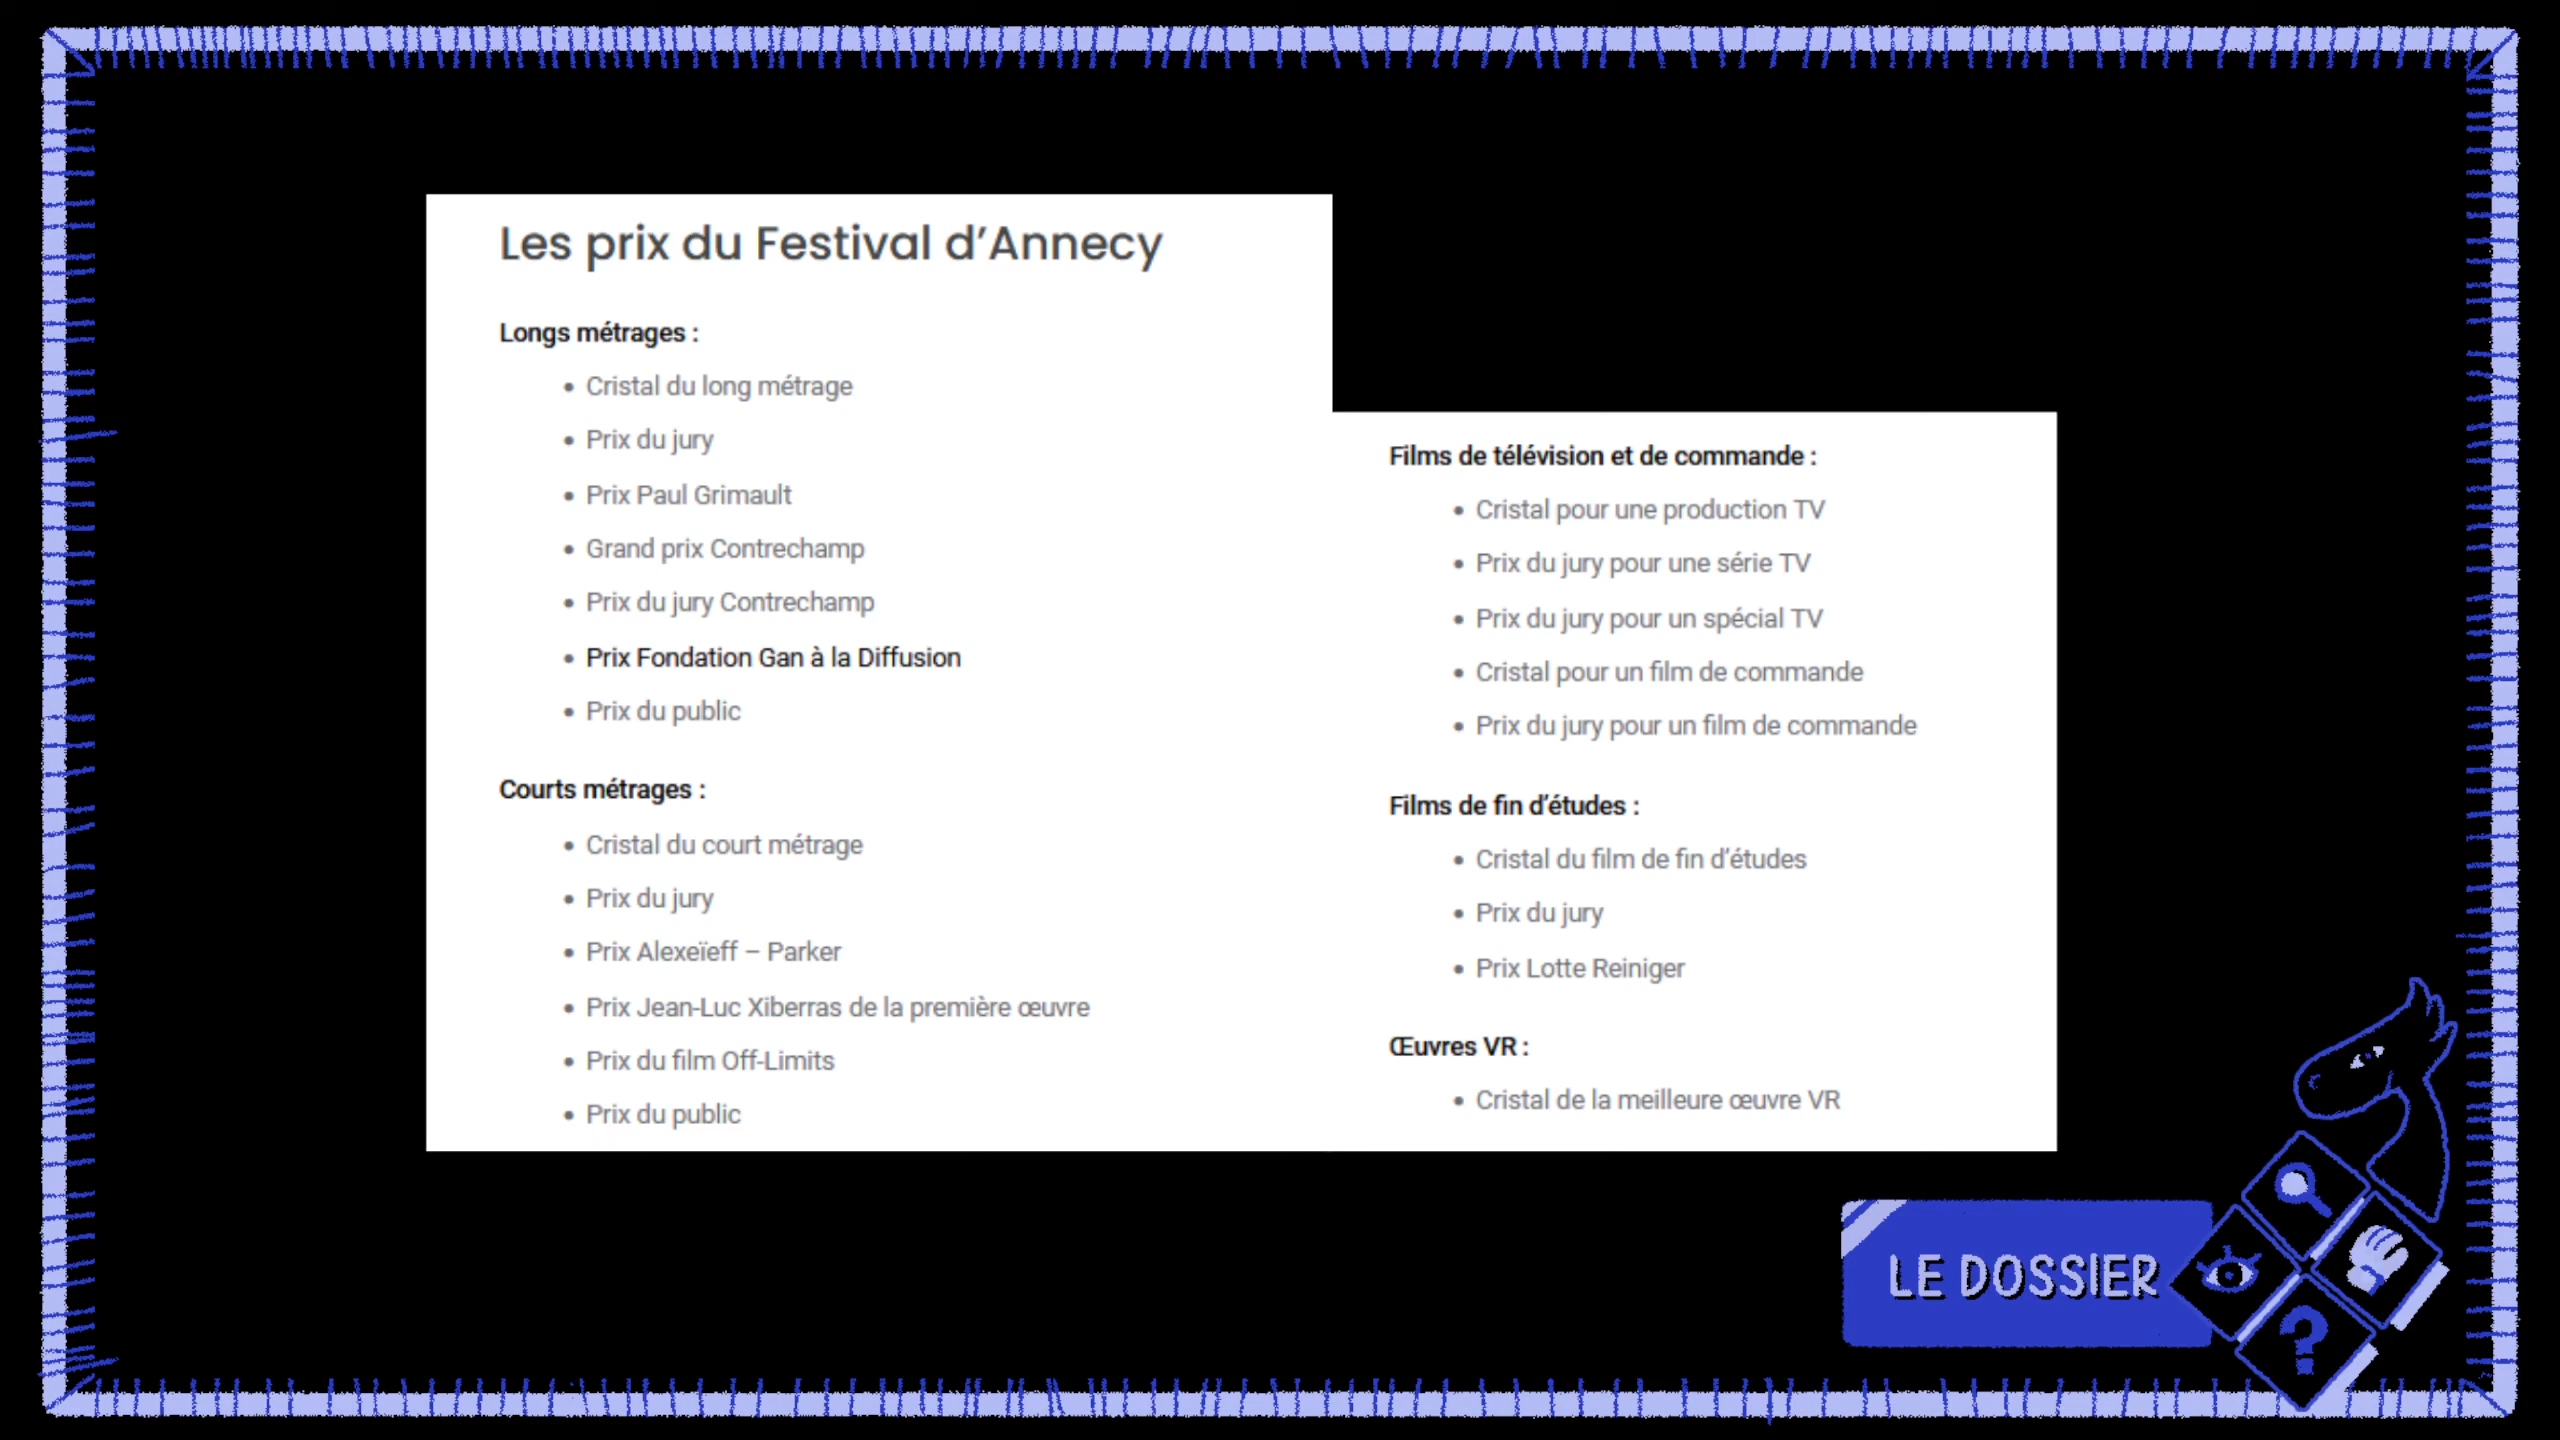 Les prix du Festival d’Annecy
Longs métrages :
• Cristal du long métrage
• Prix du jury
• Prix Paul Grimault
• Grand prix Contrechamp
• Prix du jury Contrechamp
• Prix Fondation Gan à la Diffusion
• Prix du public
Courts métrages :
• Cristal du court métrage
• Prix du jury
• Prix Alexeïeff – Parker
• Prix Jean-Luc Xiberras de la première œuvre
• Prix du film Off-Limits
• Prix du public
Films de télévision et de commande :
• Cristal pour une production TV
• Prix du jury pour une série TV
• Prix du jury pour un spécial TV
• Cristal pour un film de commande
• Prix du jury pour un film de commande
Films de fin d’études :
• Cristal du film de fin d’études
• Prix du jury
• Prix Lotte Reiniger
Œuvres VR :
• Cristal de la meilleure œuvre VR
LE DOSSIER
?